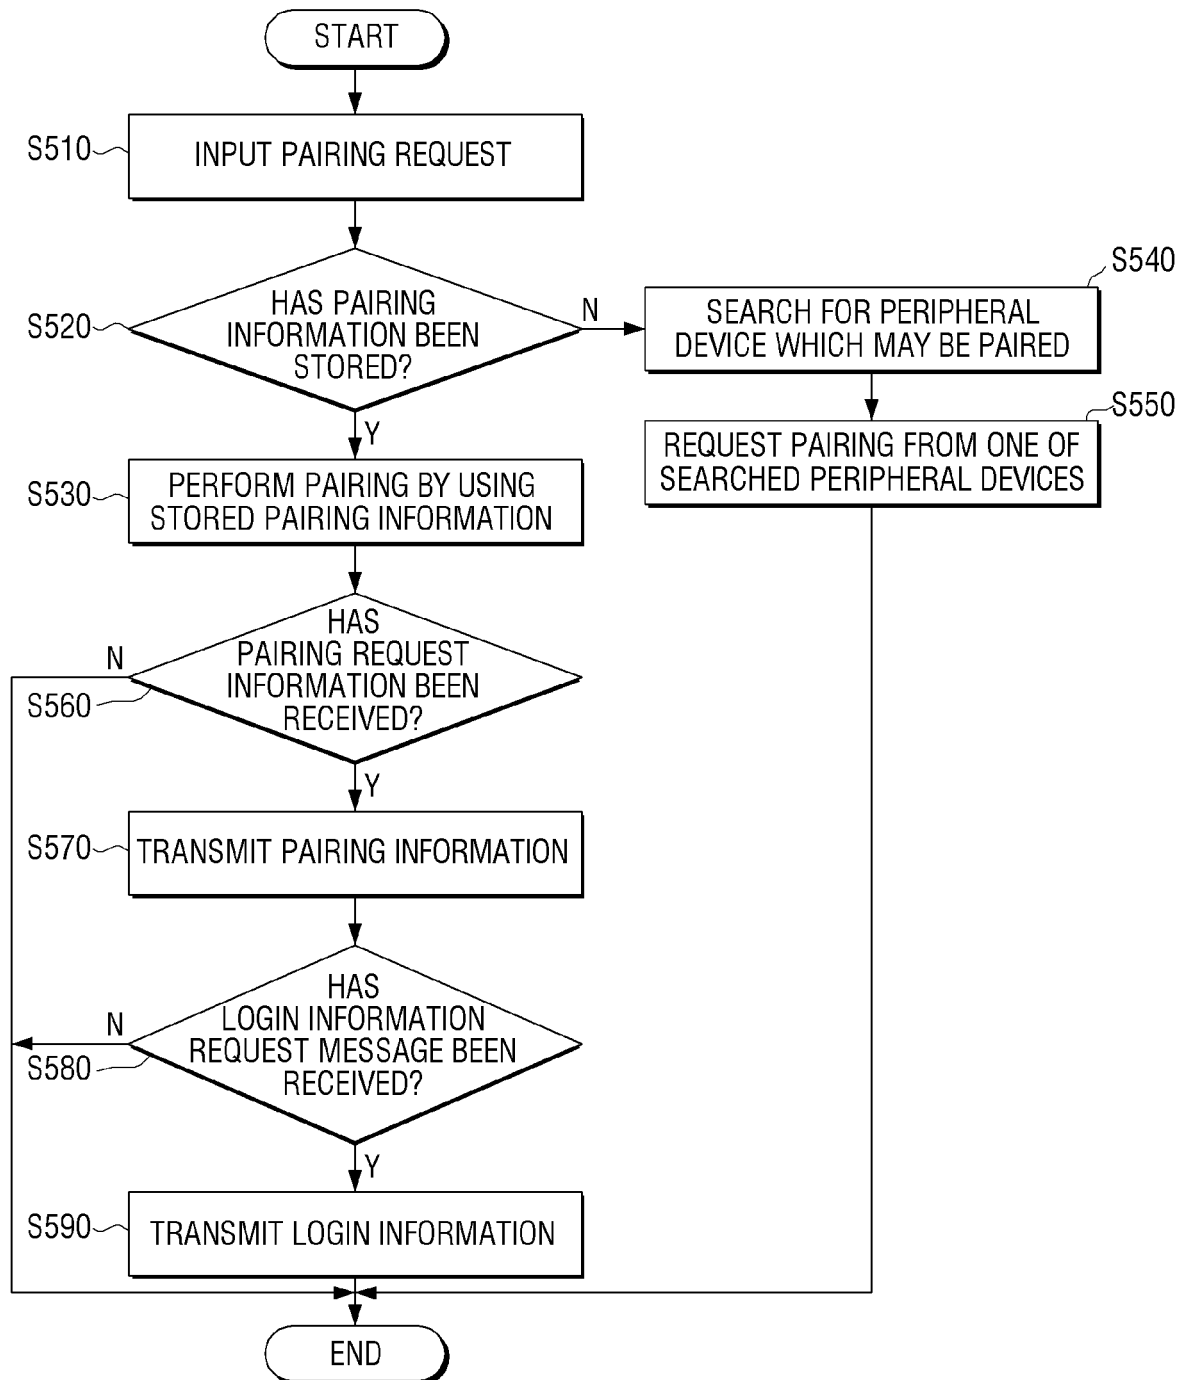 START
S510
INPUT PAIRING REQUEST
S520
HAS PAIRING
INFORMATION BEEN
STORED?
N
S540
SEARCH FOR PERIPHERAL
DEVICE WHICH MAY BE PAIRED
S550
REQUEST PAIRING FROM ONE OF
SEARCHED PERIPHERAL DEVICES
Y
S530
PERFORM PAIRING BY USING
STORED PAIRING INFORMATION
N
S560
HAS
PAIRING REQUEST
INFORMATION BEEN
RECEIVED?
Y
S570
TRANSMIT PAIRING INFORMATION
N
S580
HAS
LOGIN INFORMATION
REQUEST MESSAGE BEEN
RECEIVED?
Y
S590
TRANSMIT LOGIN INFORMATION
END